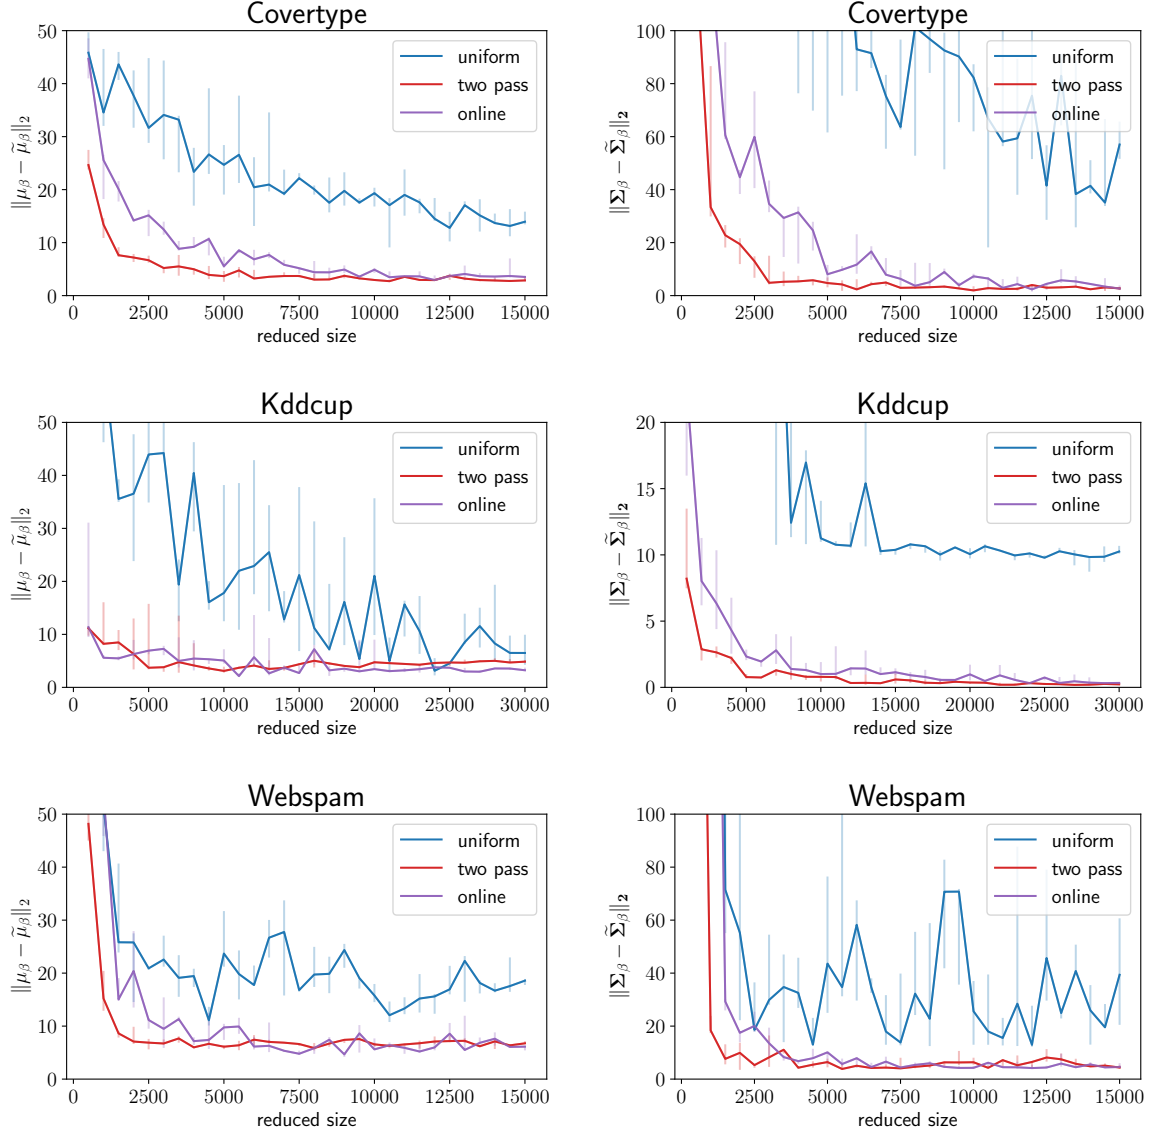 Covertype
50
40
30
20
10
0
‖μ_β − μ̃_β‖₂
uniform
two pass
online
0 2500 5000 7500 10000 12500 15000
reduced size
Covertype
100
80
60
40
20
0
‖Σ_β − Σ̃_β‖₂
uniform
two pass
online
0 2500 5000 7500 10000 12500 15000
reduced size
Kddcup
50
40
30
20
10
0
‖μ_β − μ̃_β‖₂
uniform
two pass
online
0 5000 10000 15000 20000 25000 30000
reduced size
Kddcup
20
15
10
5
0
‖Σ_β − Σ̃_β‖₂
uniform
two pass
online
0 5000 10000 15000 20000 25000 30000
reduced size
Webspam
50
40
30
20
10
0
‖μ_β − μ̃_β‖₂
uniform
two pass
online
0 2500 5000 7500 10000 12500 15000
reduced size
Webspam
100
80
60
40
20
0
‖Σ_β − Σ̃_β‖₂
uniform
two pass
online
0 2500 5000 7500 10000 12500 15000
reduced size